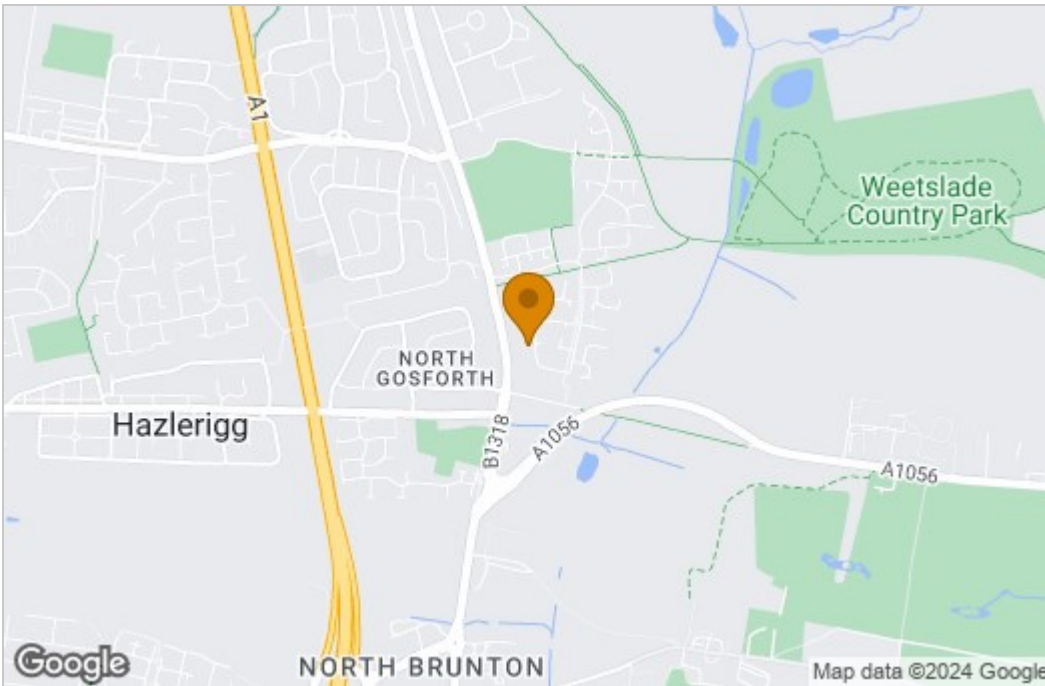 A1
Weetslade
Country Park
NORTH
GOSFORTH
Hazlerigg
B1318
A1056
A1056
NORTH BRUNTON
Google
Map data ©2024 Google